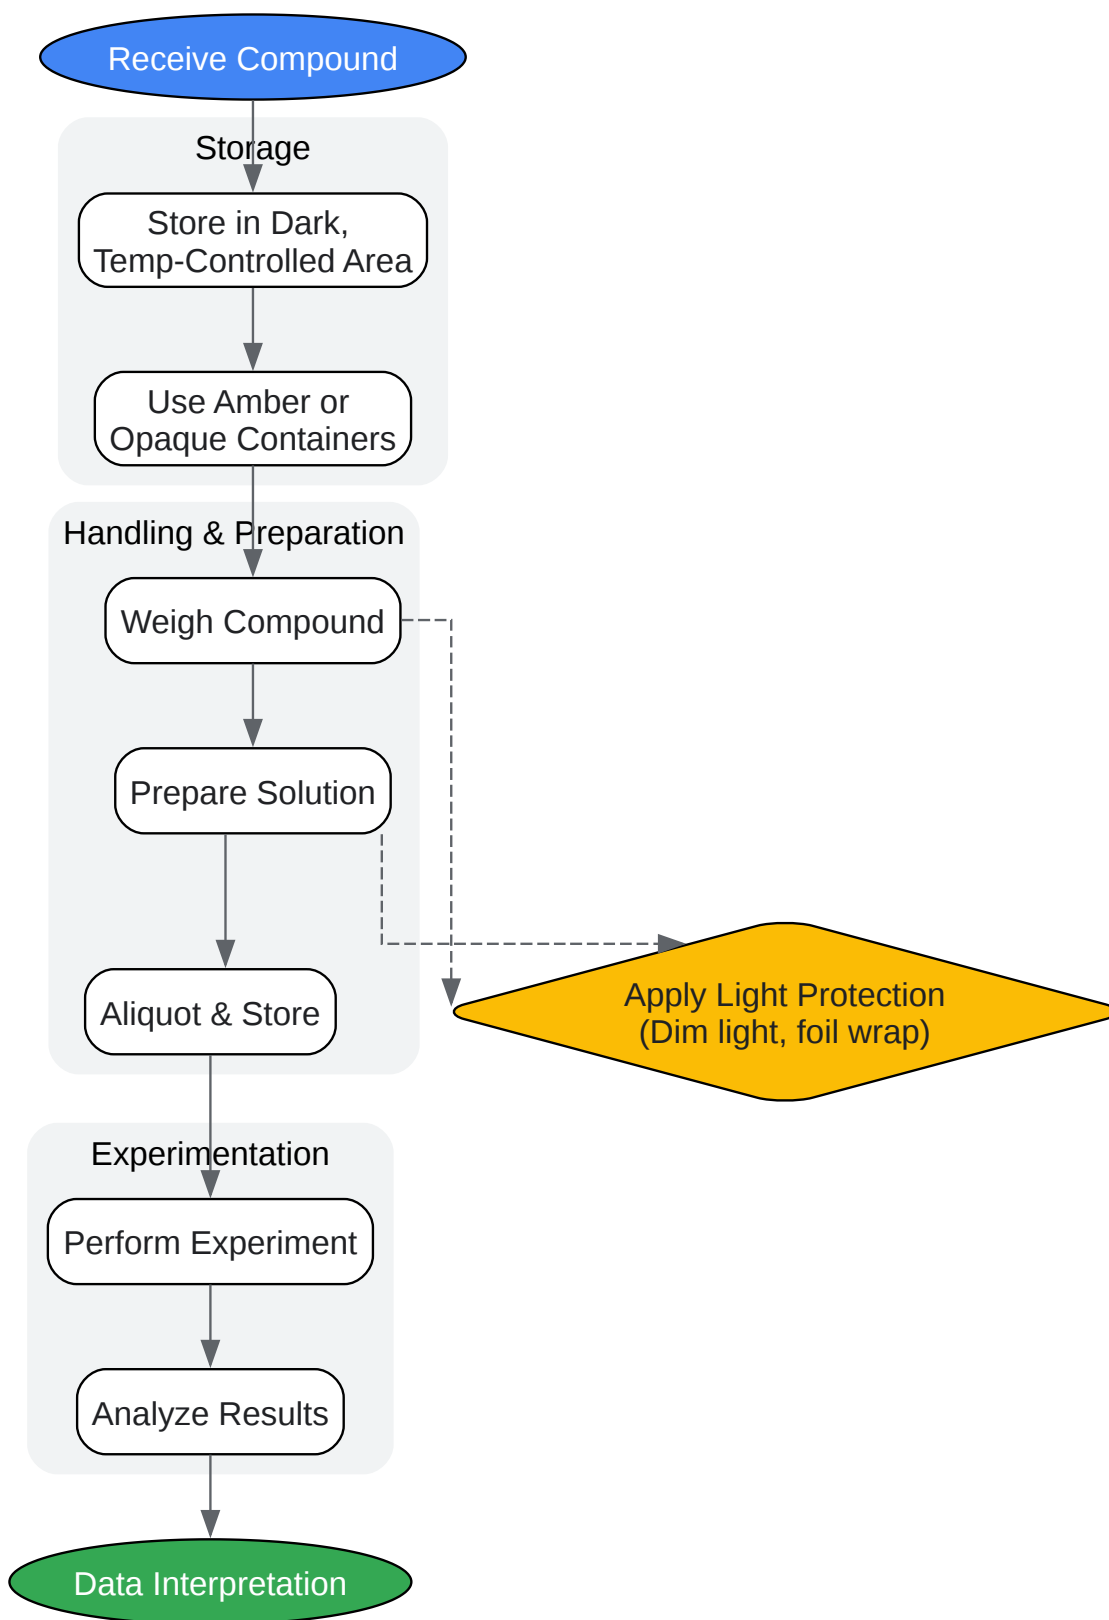 Receive Compound
Storage
Store in Dark,
Temp-Controlled Area
Use Amber or
Opaque Containers
Handling & Preparation
Weigh Compound
Prepare Solution
Aliquot & Store
Apply Light Protection
(Dim light, foil wrap)
Experimentation
Perform Experiment
Analyze Results
Data Interpretation